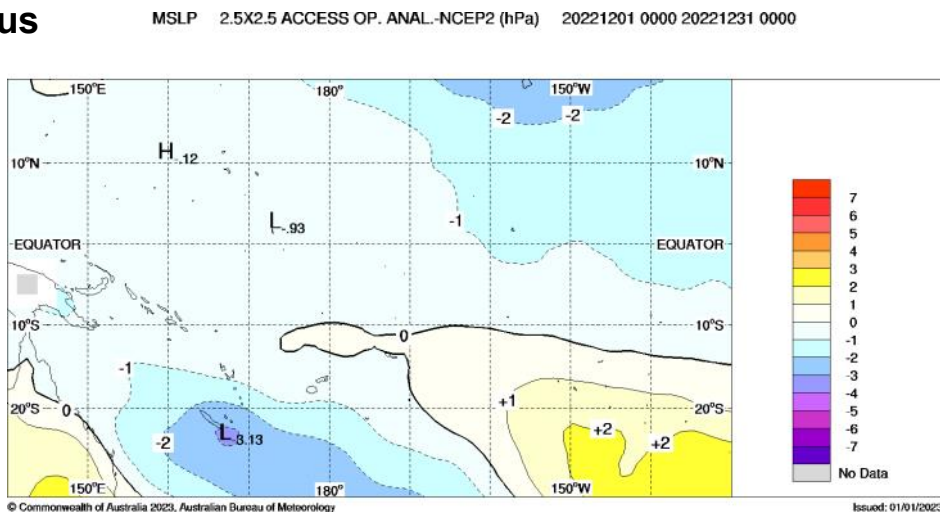 us
MSLP 2.5X2.5 ACCESS OP. ANAL.-NCEP2 (hPa) 20221201 0000 20221231 0000
150°E 180° 150°W
-2 -2
H -.12
10°N 10°N
L -.93 -1
EQUATOR EQUATOR
10°S 10°S
0
-1
+1
20°S 0 20°S
L 3.13 -2 +2 +2
150°E 180° 150°W
7
6
5
4
3
2
1
0
-1
-2
-3
-4
-5
-6
-7
No Data
© Commonwealth of Australia 2023, Australian Bureau of Meteorology Issued: 01/01/2023